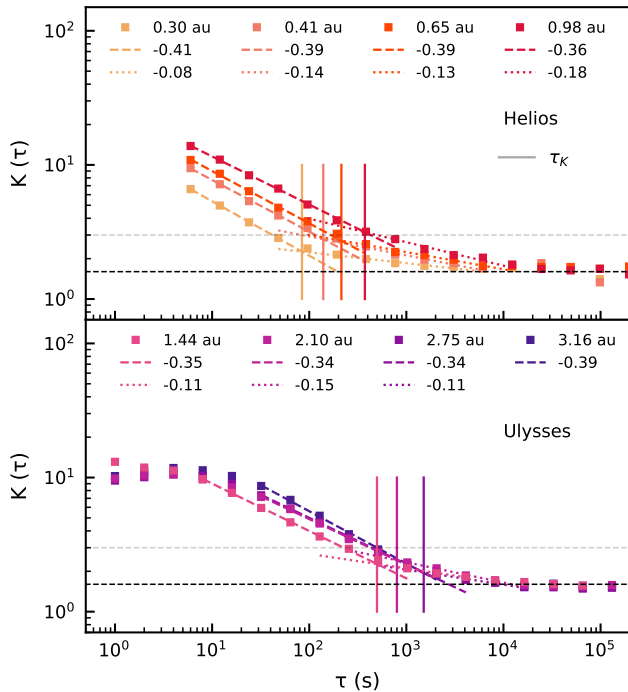 0.30 au 0.41 au 0.65 au 0.98 au
-0.41 -0.39 -0.39 -0.36
-0.08 -0.14 -0.13 -0.18
Helios
τ_K
K (τ)
10²
10¹
10⁰
1.44 au 2.10 au 2.75 au 3.16 au
-0.35 -0.34 -0.34 -0.39
-0.11 -0.15 -0.11
Ulysses
K (τ)
10²
10¹
10⁰
10⁰ 10¹ 10² 10³ 10⁴ 10⁵
τ (s)